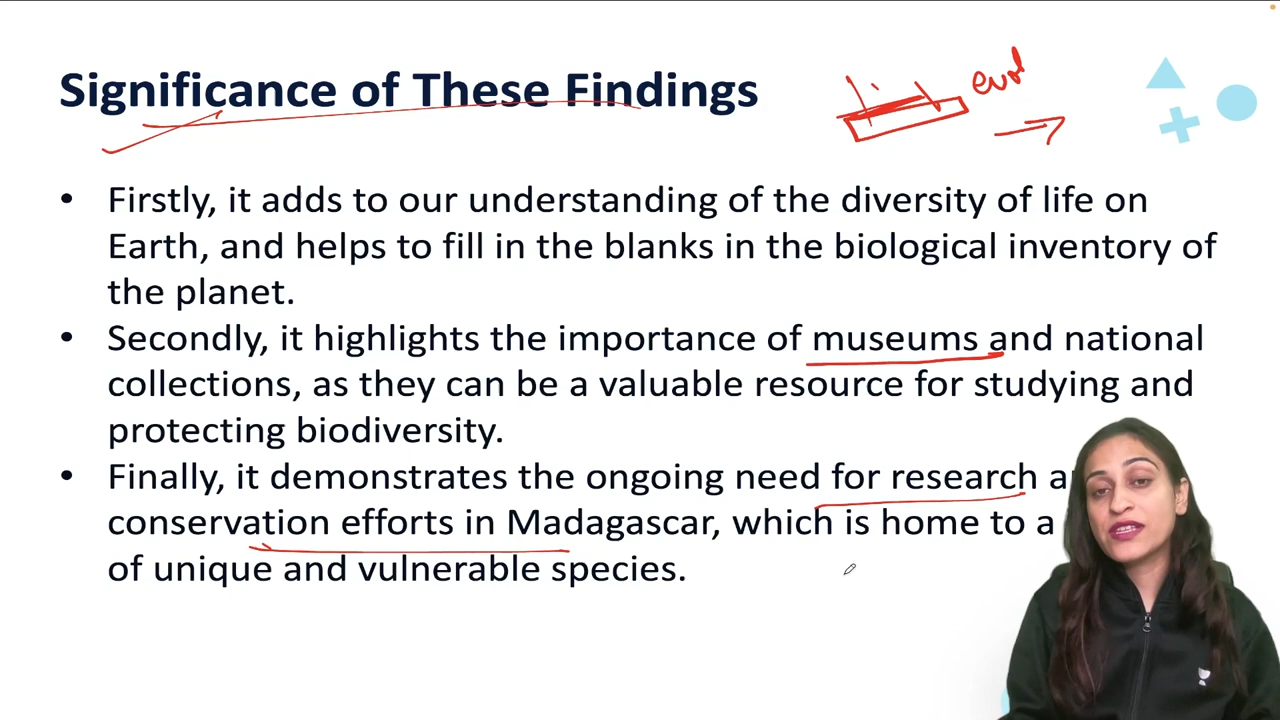 Significance of These Findings
• Firstly, it adds to our understanding of the diversity of life on
Earth, and helps to fill in the blanks in the biological inventory of
the planet.
• Secondly, it highlights the importance of museums and national
collections, as they can be a valuable resource for studying and
protecting biodiversity.
• Finally, it demonstrates the ongoing need for research
conservation efforts in Madagascar, which is home to a
of unique and vulnerable species.